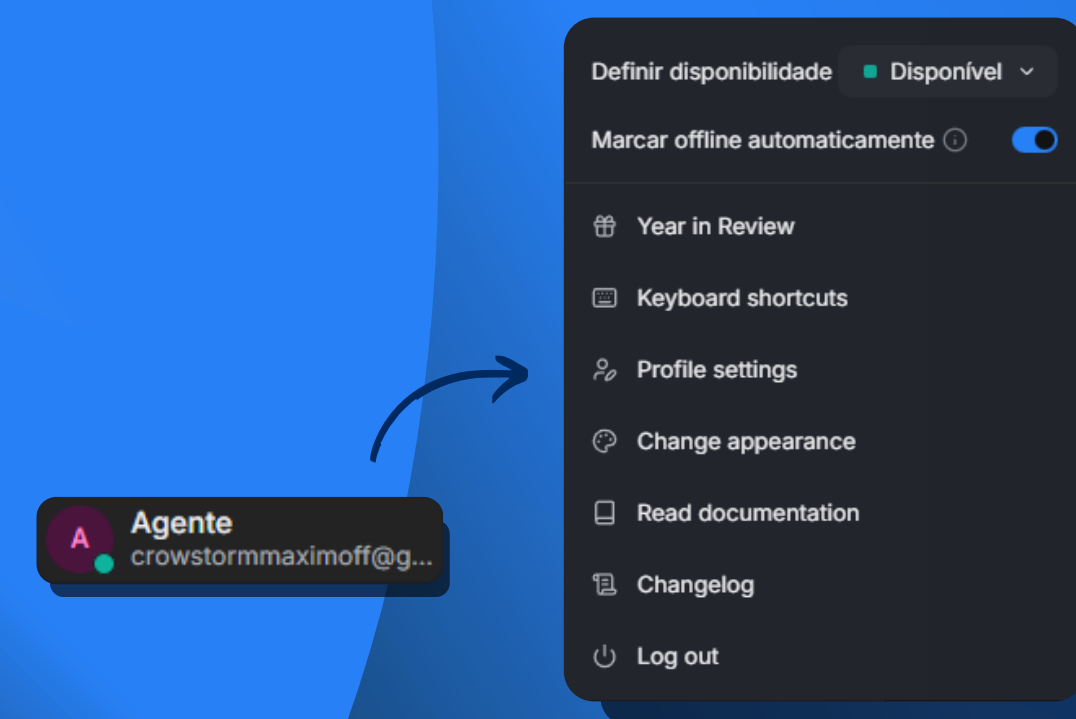 Definir disponibilidade
Disponível
Marcar offline automaticamente
Year in Review
Keyboard shortcuts
Profile settings
Change appearance
Read documentation
Changelog
Log out
A
Agente
crowstormmaximoff@g...